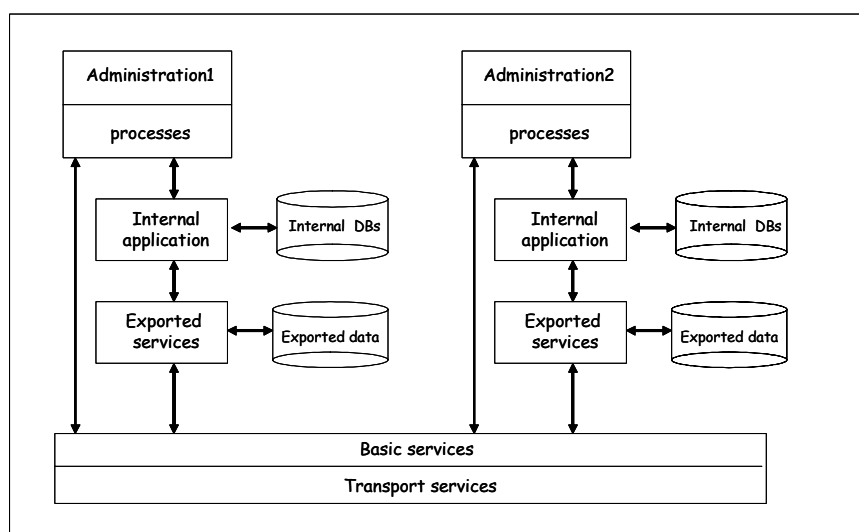 Administration1
processes
Internal
application
Internal DBs
Exported
services
Exported data
Administration2
processes
Internal
application
Internal DBs
Exported
services
Exported data
Basic services
Transport services